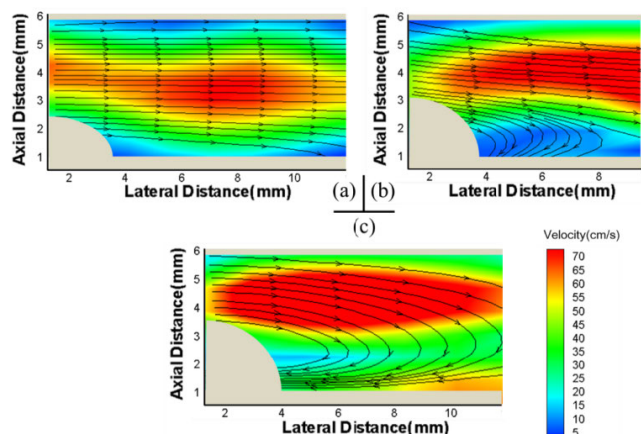 6
5
4
3
2
1
Axial Distance(mm)
2 4 6 8 10
Lateral Distance(mm)
(a)
6
5
4
3
2
1
Axial Distance(mm)
2 4 6 8
Lateral Distance(mm)
(b)
(c)
6
5
4
3
2
1
Axial Distance(mm)
2 4 6 8 10
Lateral Distance(mm)
Velocity(cm/s)
70
65
60
55
50
45
40
35
30
25
20
15
10
5